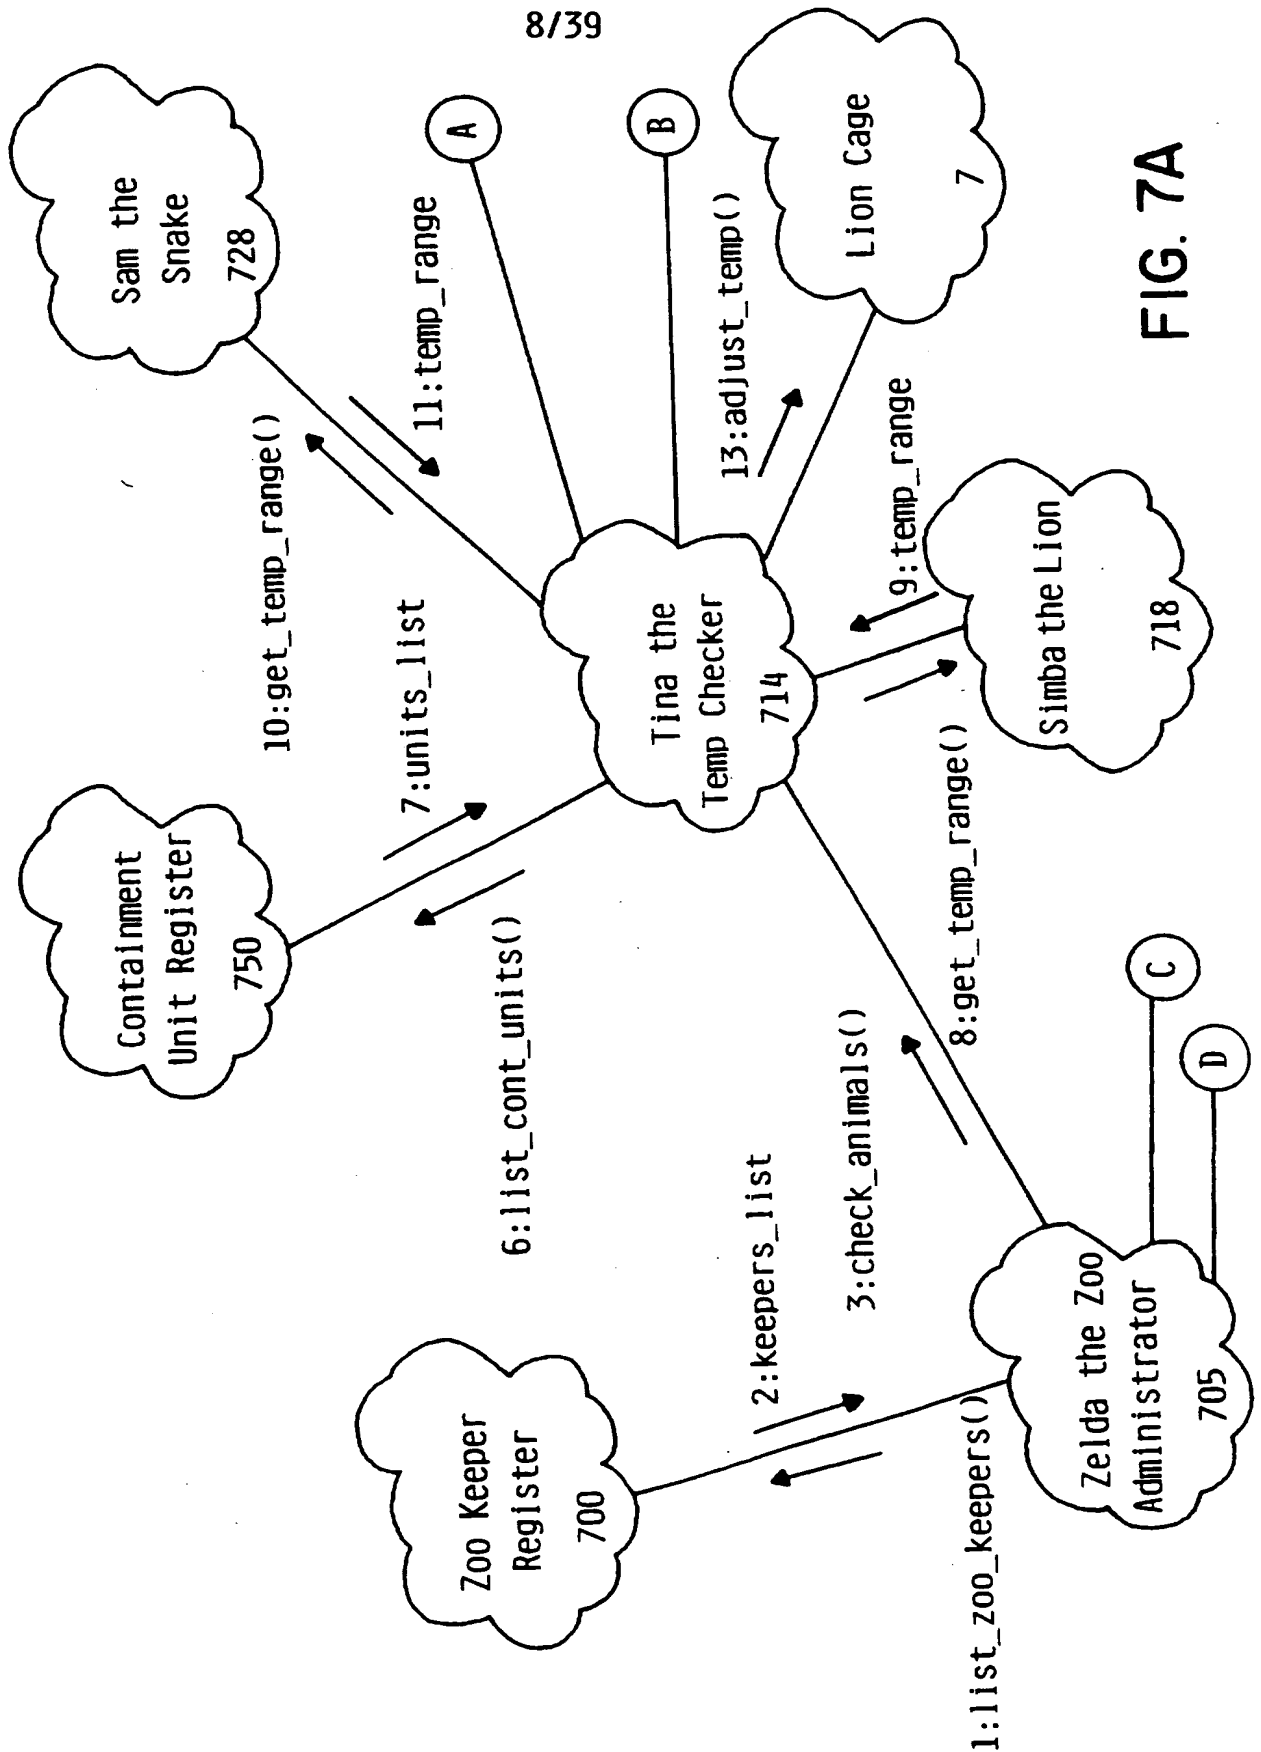 8/39
Zoo Keeper
Register
700
Containment
Unit Register
750
Sam the
Snake
728
10:get_temp_range()
11:temp_range
7:units_list
6:list_cont_units()
A
B
Tina the
Temp Checker
714
13:adjust_temp()
Lion Cage
7
2:keepers_list
3:check_animals()
8:get_temp_range()
9:temp_range
Simba the Lion
718
1:list_zoo_keepers()
Zelda the Zoo
Administrator
705
C
D
FIG. 7A